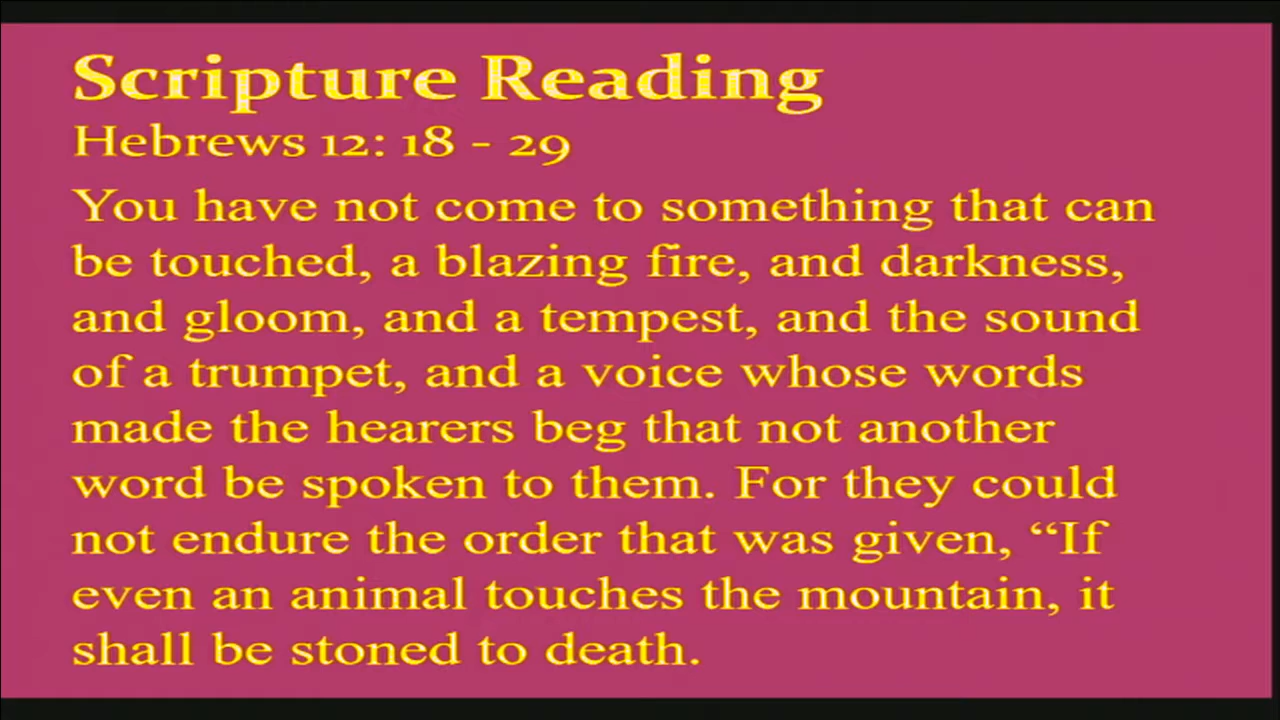 Scripture Reading
Hebrews 12: 18 - 29
You have not come to something that can
be touched, a blazing fire, and darkness,
and gloom, and a tempest, and the sound
of a trumpet, and a voice whose words
made the hearers beg that not another
word be spoken to them. For they could
not endure the order that was given, “If
even an animal touches the mountain, it
shall be stoned to death.